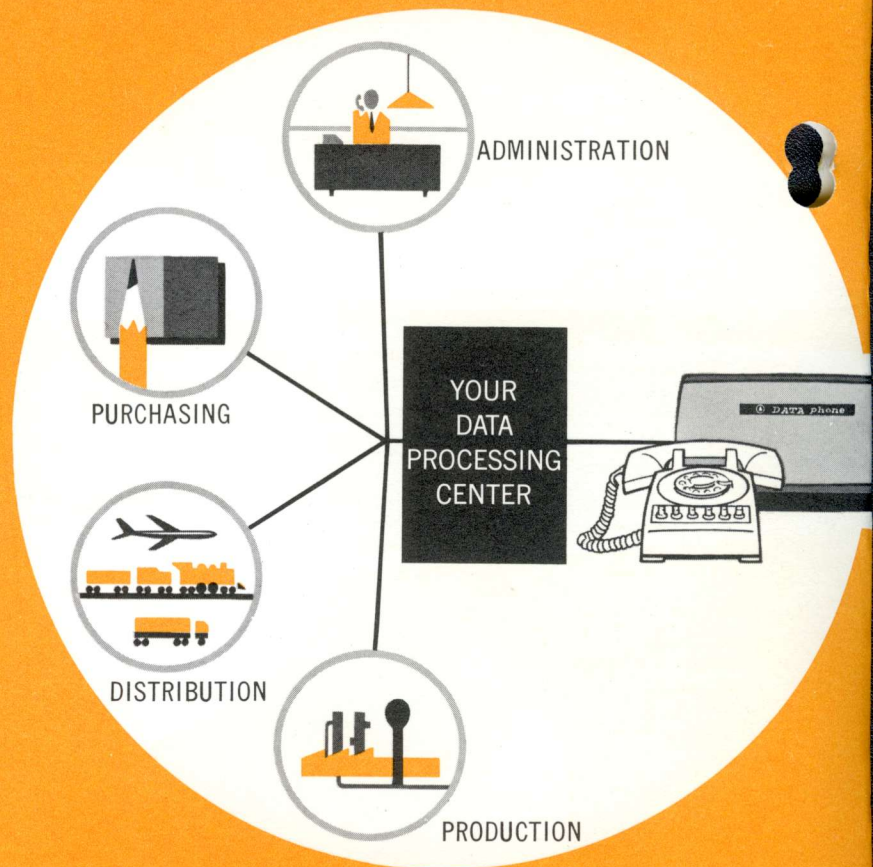 ADMINISTRATION
PURCHASING
YOUR
DATA
PROCESSING
CENTER
DATA phone
DISTRIBUTION
PRODUCTION